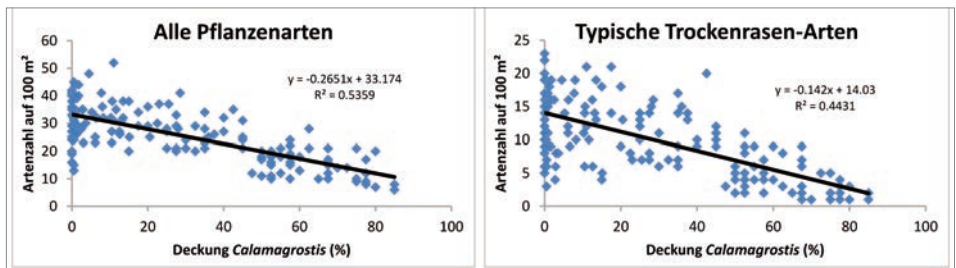 Alle Pflanzenarten
y = -0.2651x + 33.174
R² = 0.5359
Artenzahl auf 100 m²
60
50
40
30
20
10
0
0 20 40 60 80 100
Deckung Calamagrostis (%)
Typische Trockenrasen-Arten
y = -0.142x + 14.03
R² = 0.4431
Artenzahl auf 100 m²
25
20
15
10
5
0
0 20 40 60 80 100
Deckung Calamagrostis (%)